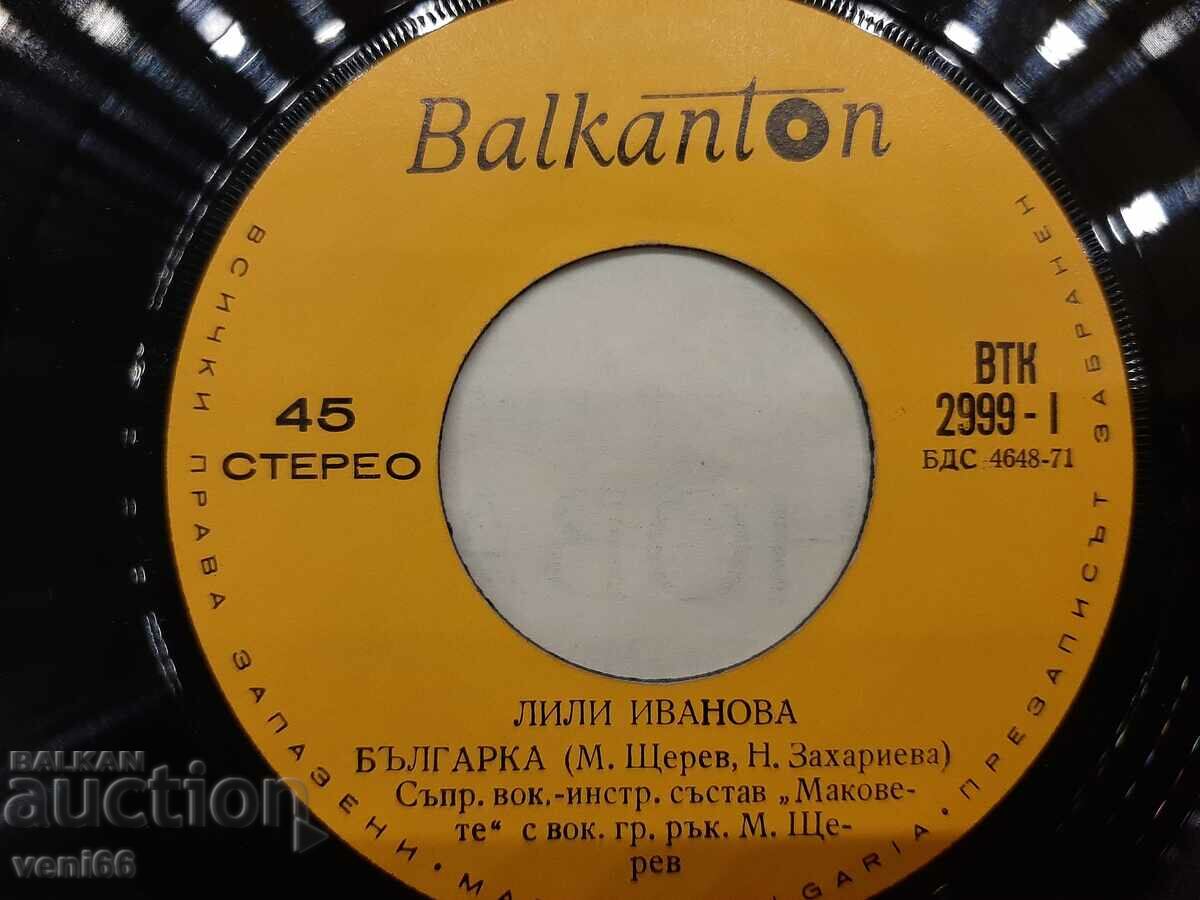 Balkanton
45
СТЕРЕО
ВТК
2999 - I
БДС 4648-71
ЛИЛИ ИВАНОВА
БЪЛГАРКА (М. Щерев, Н. Захариева)
Съпр. вок.-инстр. състав „Макове-
те“ с вок. гр. рък. М. Ще-
рев
ВСИЧКИ ПРАВА ЗАПАЗЕНИ •
• ПРЕЗАПИСЪТ ЗАБРАНЕН
BALKAN
auction
veni66